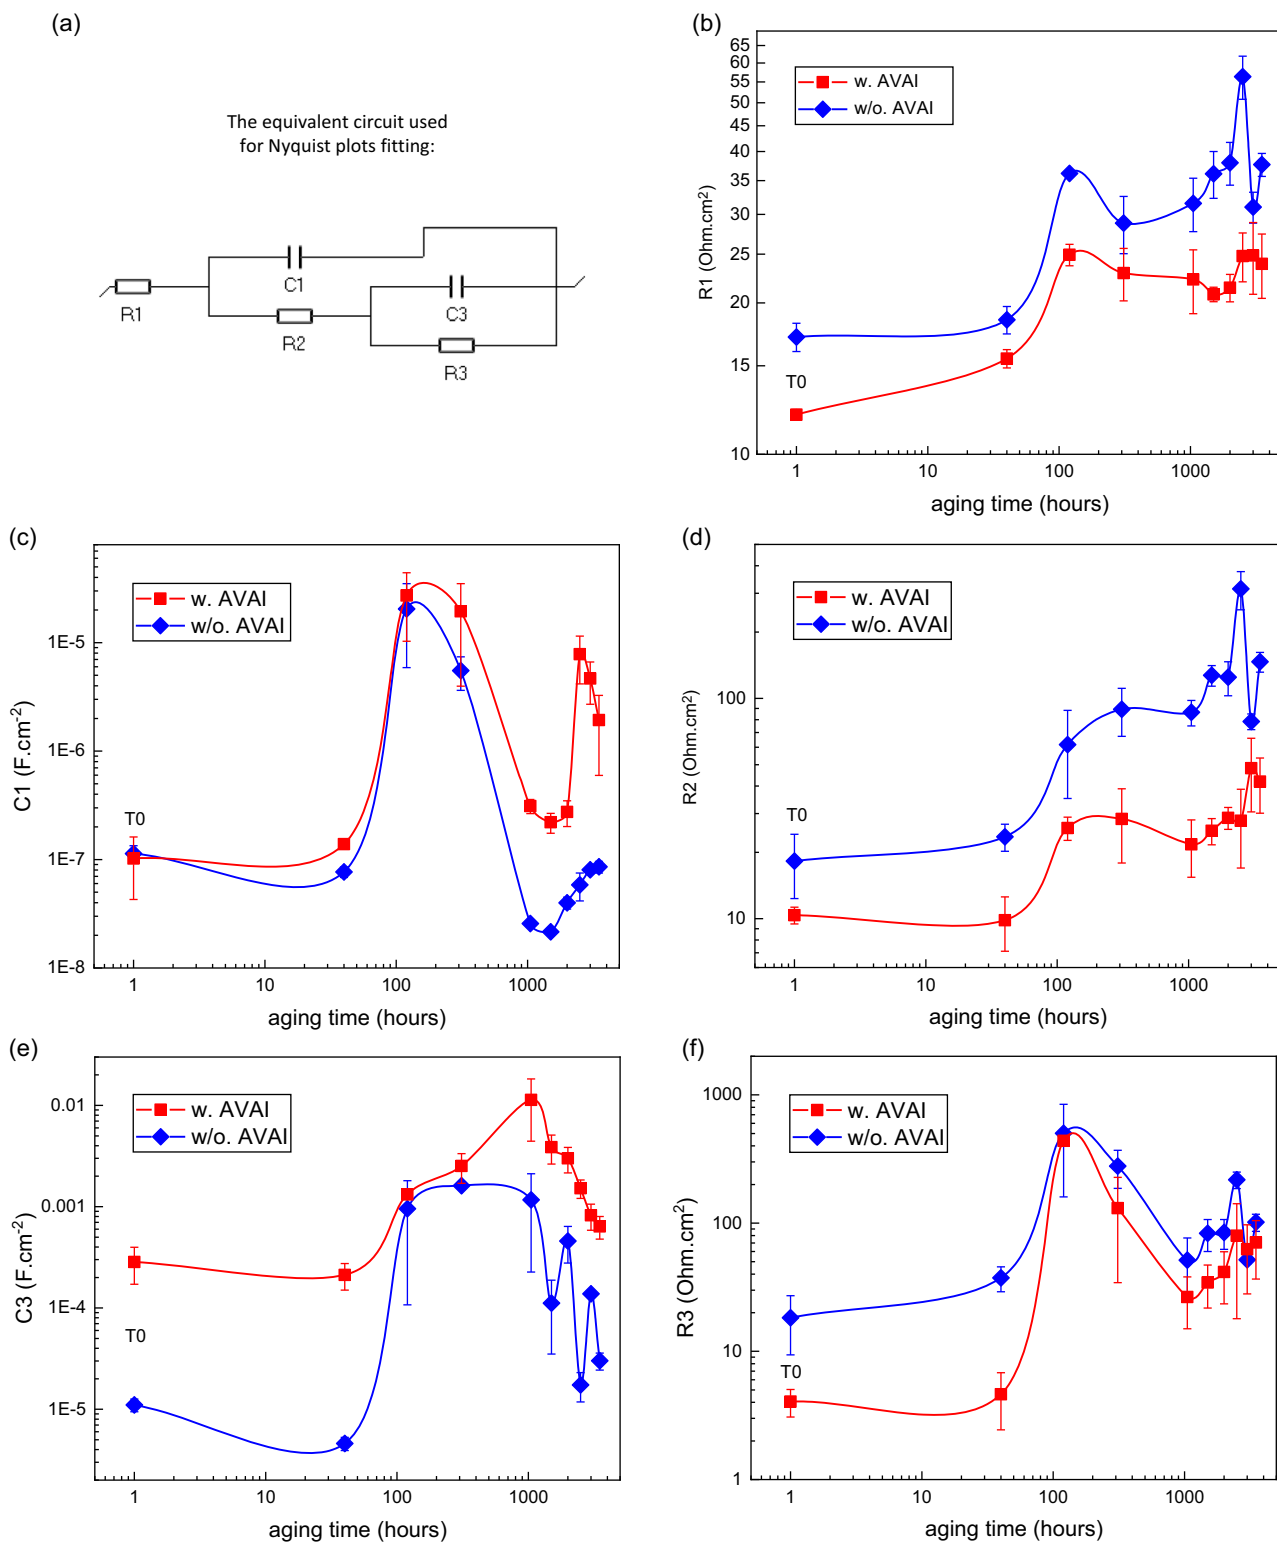 (a)
The equivalent circuit used
for Nyquist plots fitting:
C1
R1
C3
R2
R3
(b)
65
60
55
50
45
40
35
30
25
20
15
10
R1 (Ohm.cm²)
w. AVAI
w/o. AVAI
T0
1 10 100 1000
aging time (hours)
(c)
1E-5
1E-6
1E-7
1E-8
C1 (F.cm⁻²)
w. AVAI
w/o. AVAI
T0
1 10 100 1000
aging time (hours)
(d)
100
10
R2 (Ohm.cm²)
w. AVAI
w/o. AVAI
T0
1 10 100 1000
aging time (hours)
(e)
0.01
0.001
1E-4
1E-5
C3 (F.cm⁻²)
w. AVAI
w/o. AVAI
T0
1 10 100 1000
aging time (hours)
(f)
1000
100
10
1
R3 (Ohm.cm²)
w. AVAI
w/o. AVAI
T0
1 10 100 1000
aging time (hours)